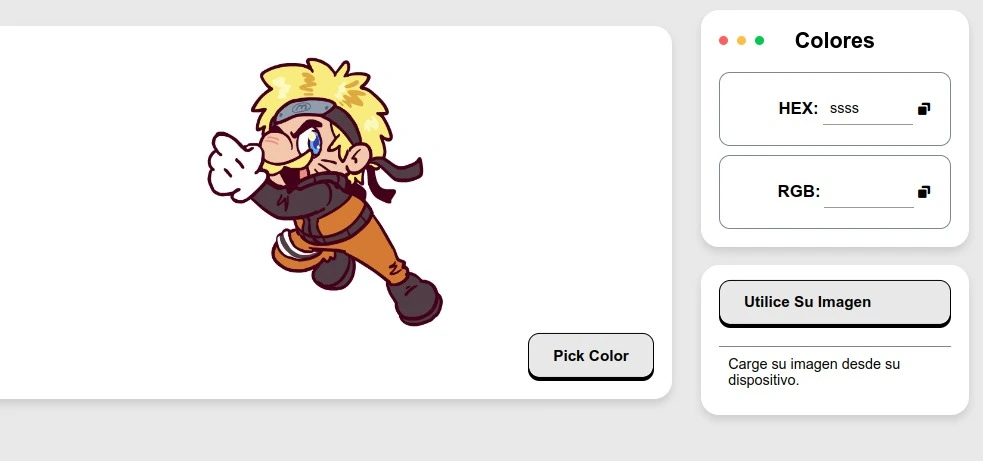 Colores
HEX: ssss
RGB:
Pick Color
Utilice Su Imagen
Carge su imagen desde su
dispositivo.